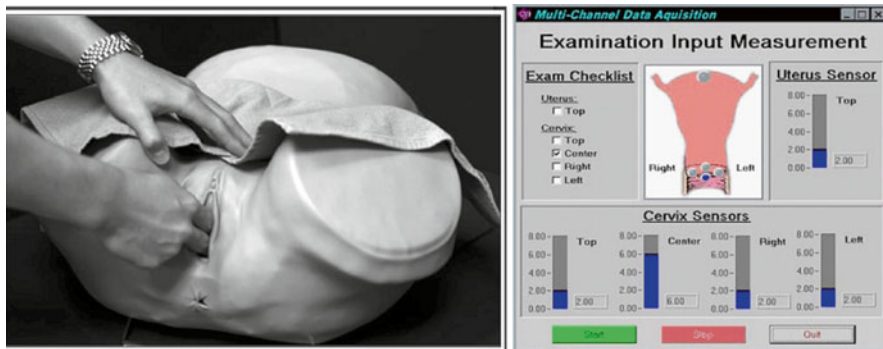 Multi-Channel Data Aquisition
Examination Input Measurement
Exam Checklist
Uterus:
Top
Cervix:
Top
Center
Right
Left
Right Left
Uterus Sensor
8.00
6.00
4.00
2.00
0.00
Top
2.00
Cervix Sensors
8.00
6.00
4.00
2.00
0.00
Top
2.00
8.00
6.00
4.00
2.00
0.00
Center
6.00
8.00
6.00
4.00
2.00
0.00
Right
2.00
8.00
6.00
4.00
2.00
0.00
Left
2.00
Start Stop Quit